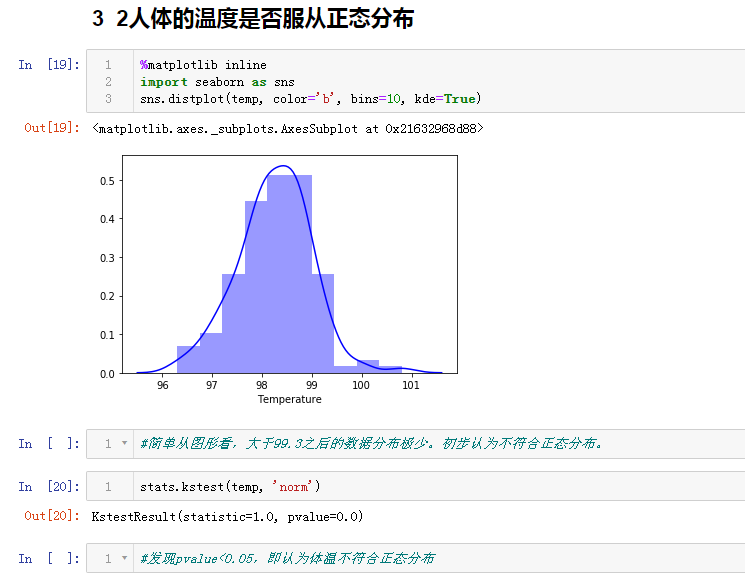 3 2人体的温度是否服从正态分布
In [19]:
1 %matplotlib inline
2 import seaborn as sns
3 sns.distplot(temp, color='b', bins=10, kde=True)
Out[19]: <matplotlib.axes._subplots.AxesSubplot at 0x21632968d88>
0.5
0.4
0.3
0.2
0.1
0.0
96 97 98 99 100 101
Temperature
In [ ]: 1 #简单从图形看，大于99.3之后的数据分布极少。初步认为不符合正态分布。
In [20]: 1 stats.kstest(temp, 'norm')
Out[20]: KstestResult(statistic=1.0, pvalue=0.0)
In [ ]: 1 #发现pvalue<0.05，即认为体温不符合正态分布